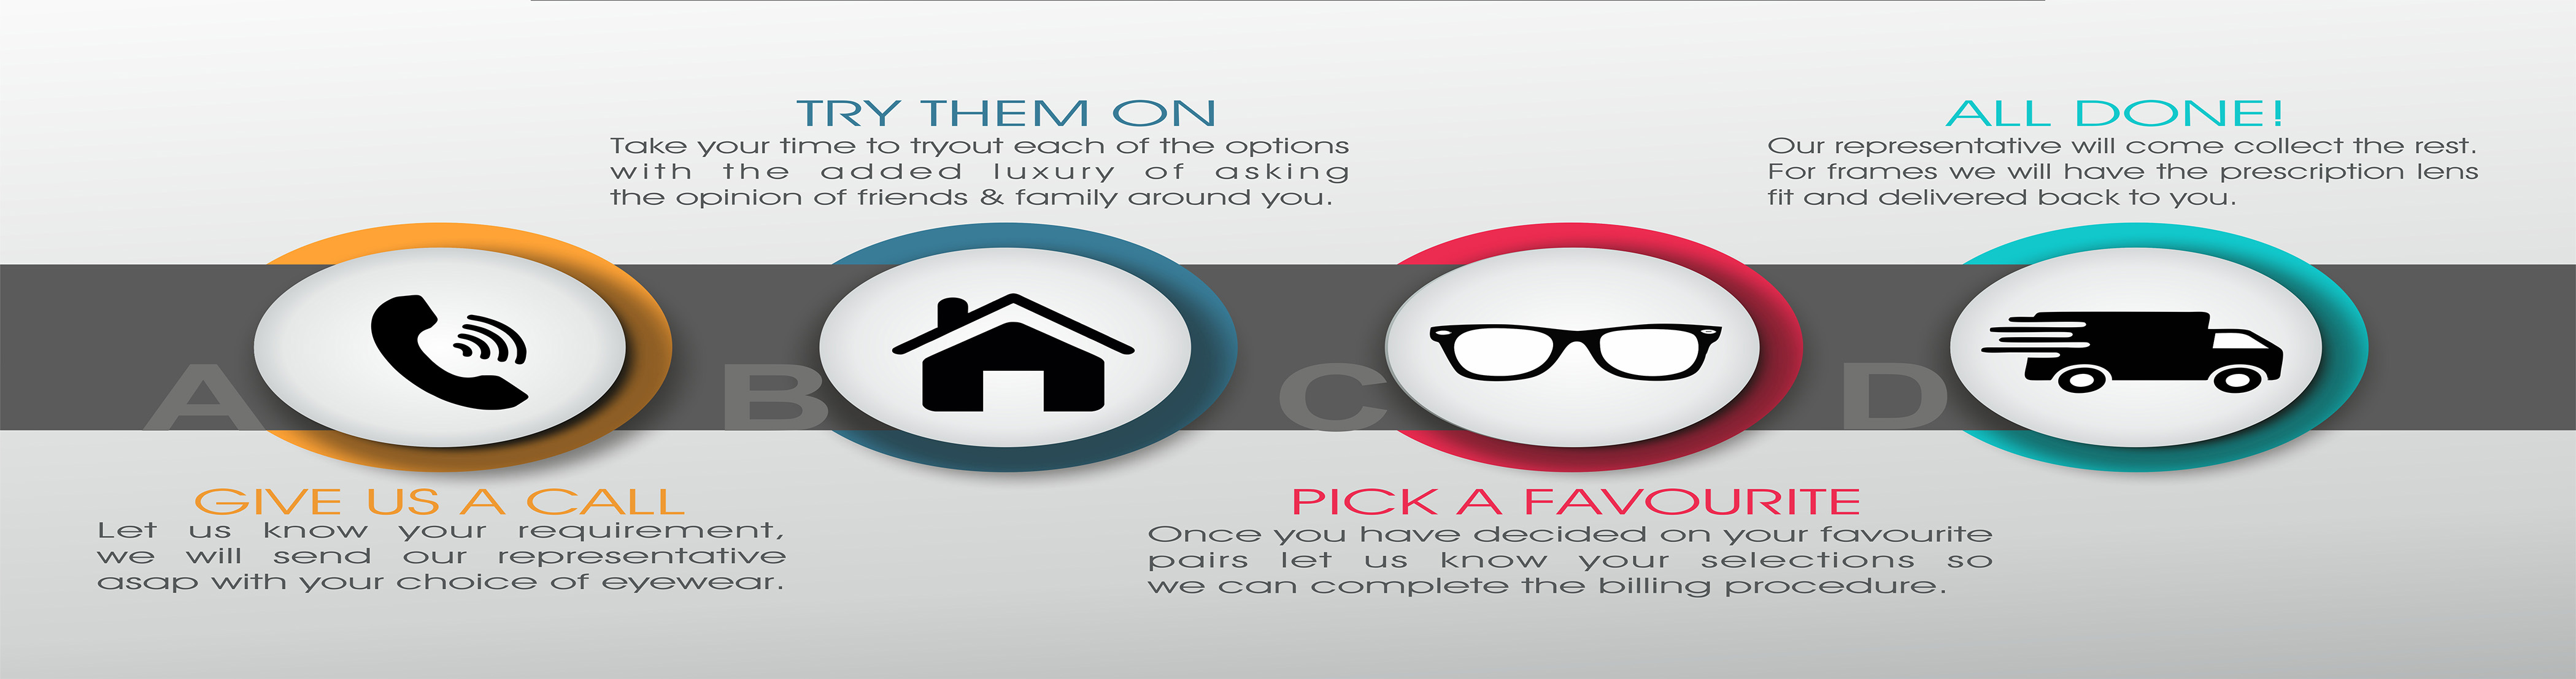 A
GIVE US A CALL
Let us know your requirement,
we will send our representative
asap with your choice of eyewear.
B
TRY THEM ON
Take your time to tryout each of the options
with the added luxury of asking
the opinion of friends & family around you.
C
PICK A FAVOURITE
Once you have decided on your favourite
pairs let us know your selections so
we can complete the billing procedure.
D
ALL DONE!
Our representative will come collect the rest.
For frames we will have the prescription lens
fit and delivered back to you.